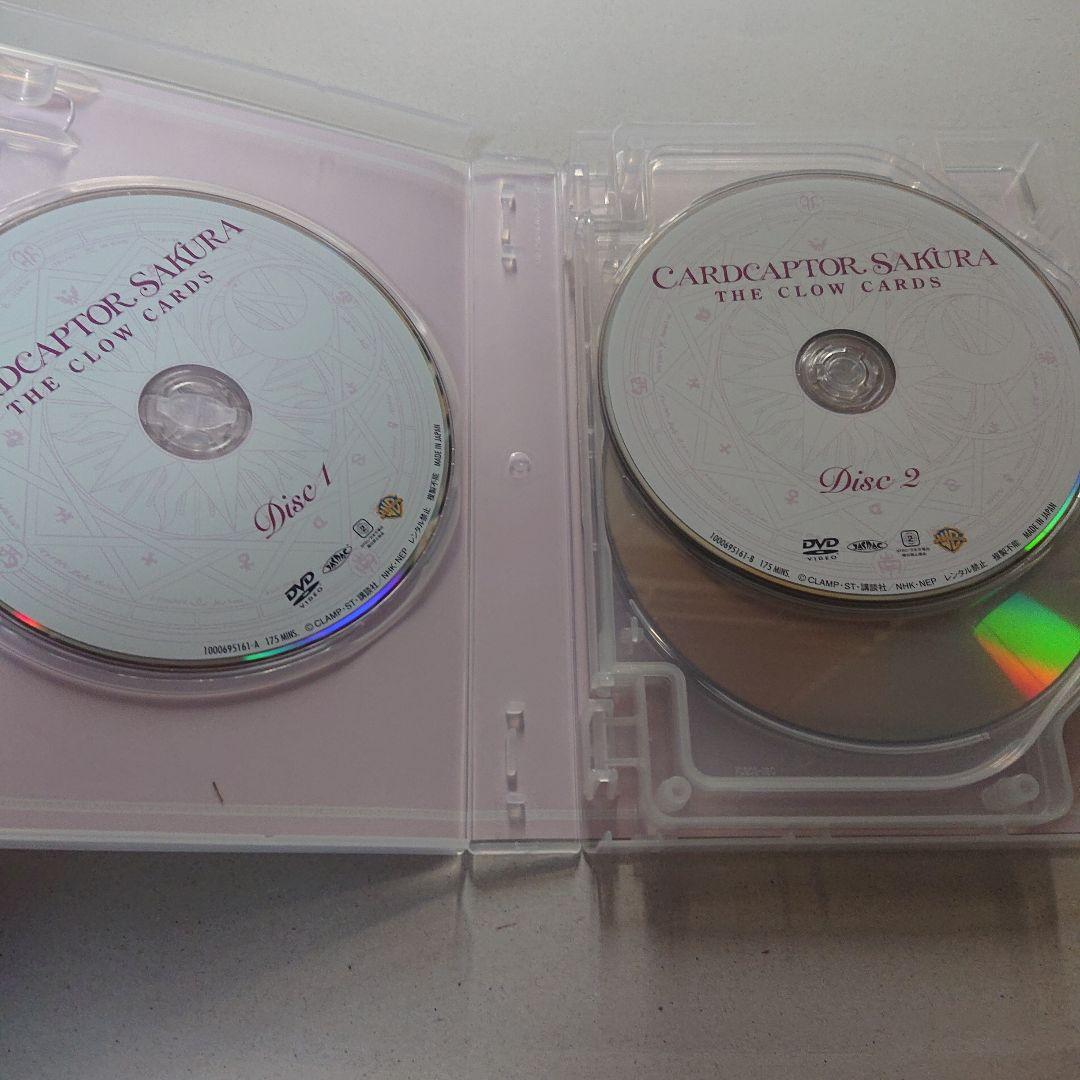 RDCAPTOR SAKURA
THE CLOW CARDS
Disc 1
DVD
VIDEO
2
複製不能 MADE IN JAPAN
レンタル禁止
1000695161-A 175 MINS. ©CLAMP・ST・講談社/NHK・NEP
CARDCAPTOR SAKURA
THE CLOW CARDS
Disc 2
DVD
VIDEO
2
1000695161-B 175 MINS. ©CLAMP・ST・講談社/NHK・NEP レンタル禁止 複製不能 MADE IN JAPAN